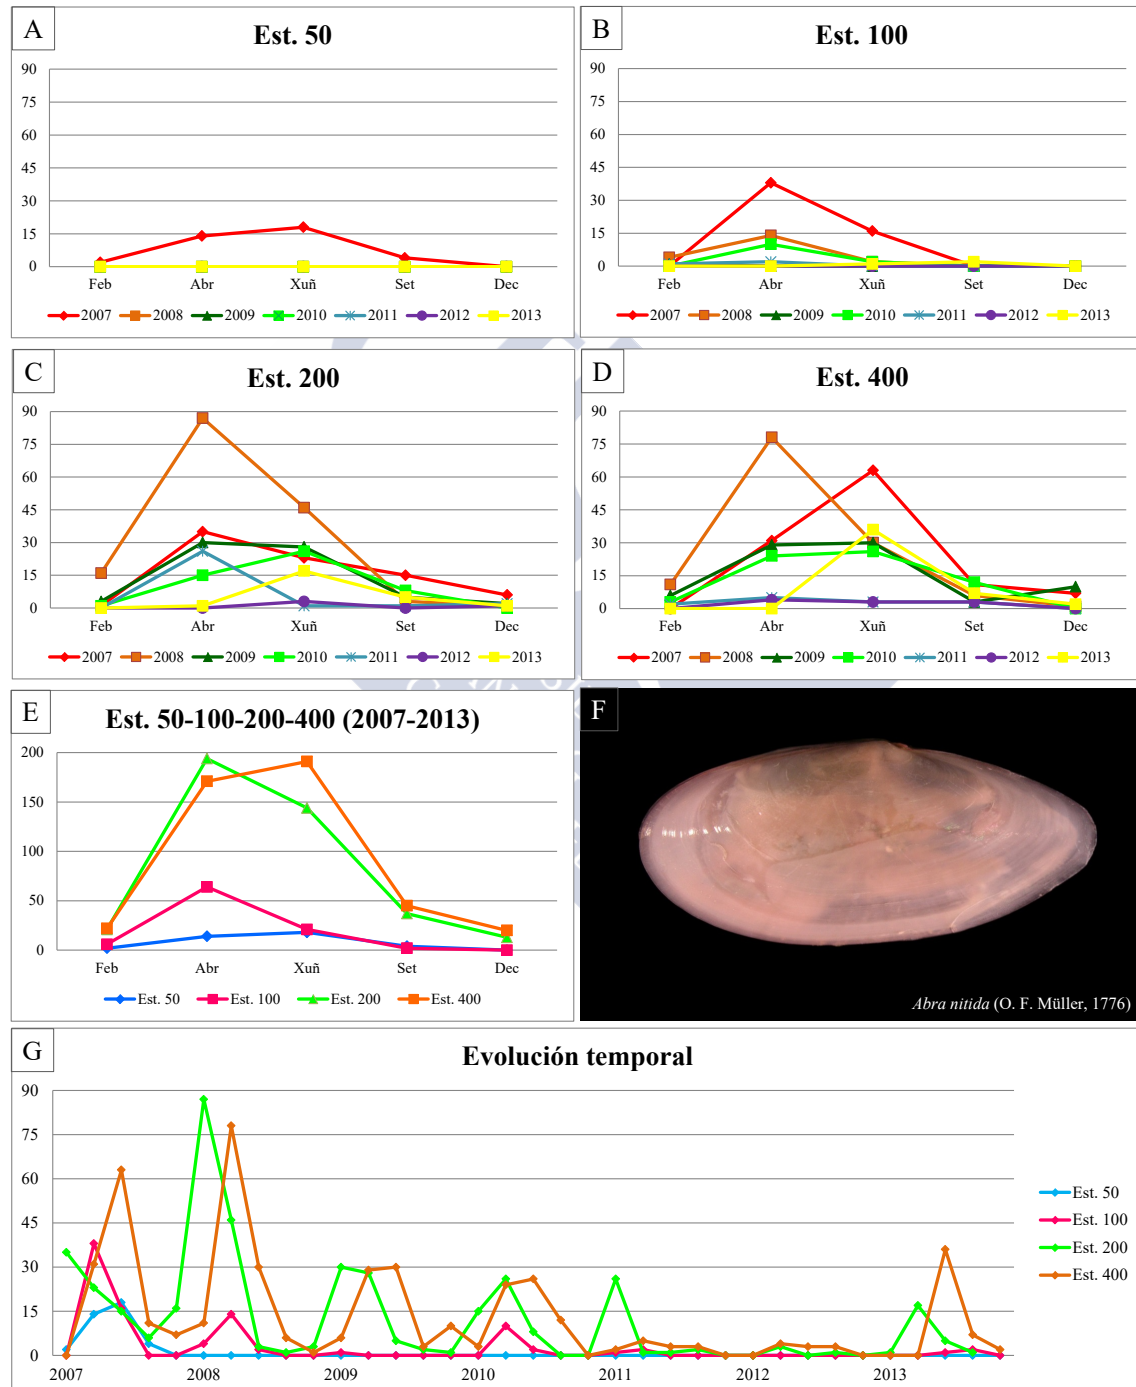 A
Est. 50
90
75
60
45
30
15
0
Feb Abr Xuñ Set Dec
2007 2008 2009 2010 2011 2012 2013
B
Est. 100
90
75
60
45
30
15
0
Feb Abr Xuñ Set Dec
2007 2008 2009 2010 2011 2012 2013
C
Est. 200
90
75
60
45
30
15
0
Feb Abr Xuñ Set Dec
2007 2008 2009 2010 2011 2012 2013
D
Est. 400
90
75
60
45
30
15
0
Feb Abr Xuñ Set Dec
2007 2008 2009 2010 2011 2012 2013
E
Est. 50-100-200-400 (2007-2013)
200
150
100
50
0
Feb Abr Xuñ Set Dec
Est. 50 Est. 100 Est. 200 Est. 400
F
Abra nitida (O. F. Müller, 1776)
G
Evolución temporal
90
75
60
45
30
15
0
2007 2008 2009 2010 2011 2012 2013
Est. 50
Est. 100
Est. 200
Est. 400